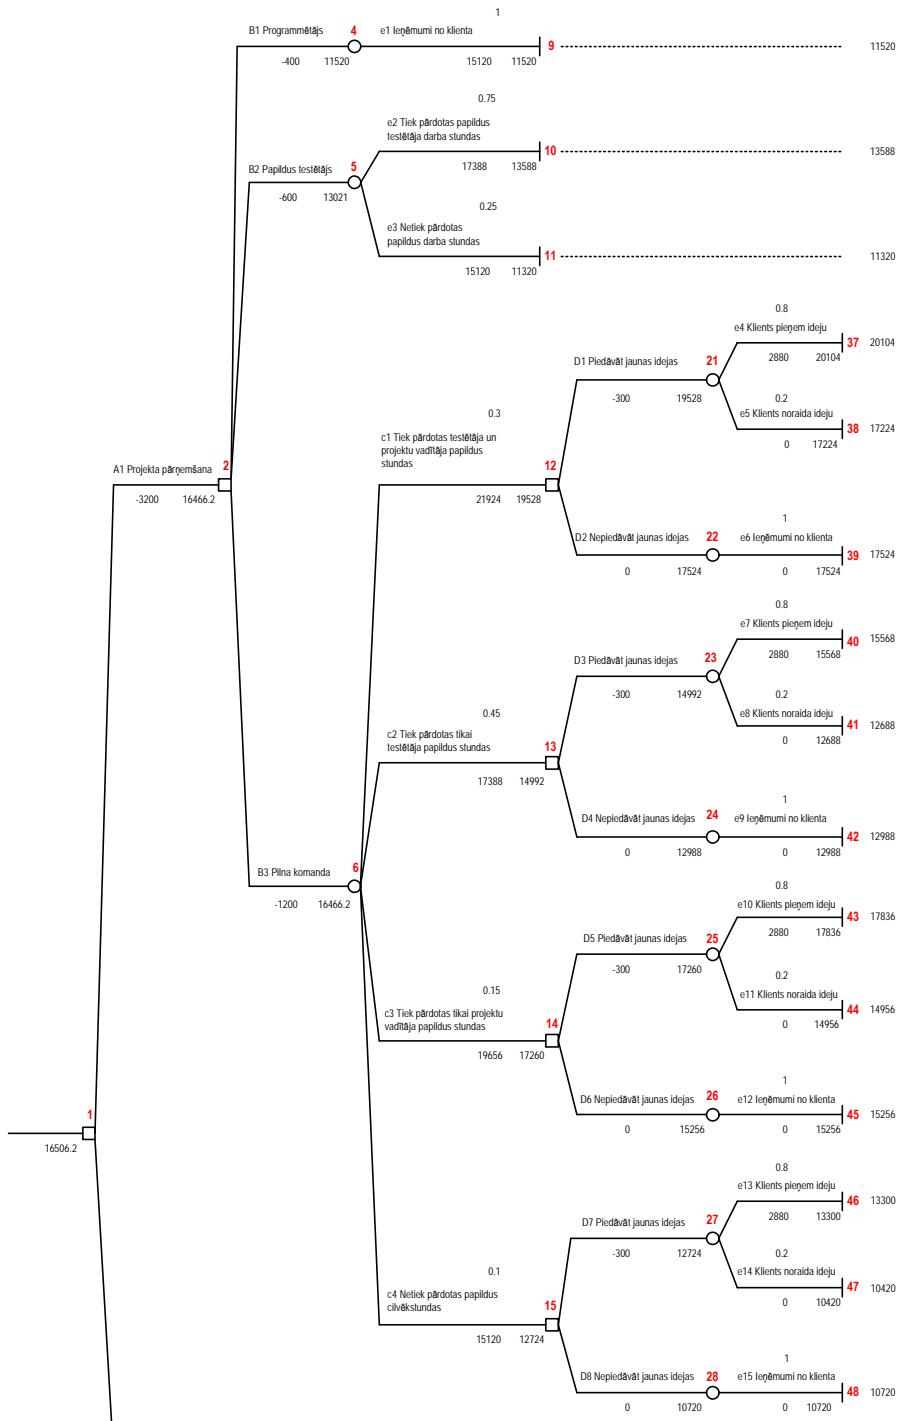 1
B1 Programmētājs 4 e1 Ieņēmumi no klienta
9 11520
-400 11520 15120 11520
0.75
e2 Tiek pārdotas papildus
testētāja darba stundas
10 13588
17388 13588
B2 Papildus testētājs 5
-600 13021
0.25
e3 Netiek pārdotas
papildus darba stundas
11 11320
15120 11320
0.8
e4 Klients pieņem ideju
37 20104
2880 20104
D1 Piedāvāt jaunas idejas 21
-300 19528
0.2
e5 Klients noraida ideju
38 17224
0 17224
0.3
c1 Tiek pārdotas testētāja un
projektu vadītāja papildus
stundas
12
21924 19528
A1 Projekta pārņemšana 2
-3200 16466.2
1
D2 Nepiedāvāt jaunas idejas 22 e6 Ieņēmumi no klienta
39 17524
0 17524 0 17524
0.8
e7 Klients pieņem ideju
40 15568
2880 15568
D3 Piedāvāt jaunas idejas 23
-300 14992
0.2
e8 Klients noraida ideju
41 12688
0 12688
0.45
c2 Tiek pārdotas tikai
testētāja papildus stundas
13
17388 14992
1
D4 Nepiedāvāt jaunas idejas 24 e9 Ieņēmumi no klienta
42 12988
0 12988 0 12988
B3 Pilna komanda 6
-1200 16466.2
0.8
e10 Klients pieņem ideju
43 17836
2880 17836
D5 Piedāvāt jaunas idejas 25
-300 17260
0.2
e11 Klients noraida ideju
44 14956
0 14956
0.15
c3 Tiek pārdotas tikai projektu
vadītāja papildus stundas
14
19656 17260
1
D6 Nepiedāvāt jaunas idejas 26 e12 Ieņēmumi no klienta
45 15256
0 15256 0 15256
1
16506.2
0.8
e13 Klients pieņem ideju
46 13300
2880 13300
D7 Piedāvāt jaunas idejas 27
-300 12724
0.2
e14 Klients noraida ideju
47 10420
0 10420
0.1
c4 Netiek pārdotas papildus
cilvēkstundas
15
15120 12724
1
D8 Nepiedāvāt jaunas idejas 28 e15 Ieņēmumi no klienta
48 10720
0 10720 0 10720